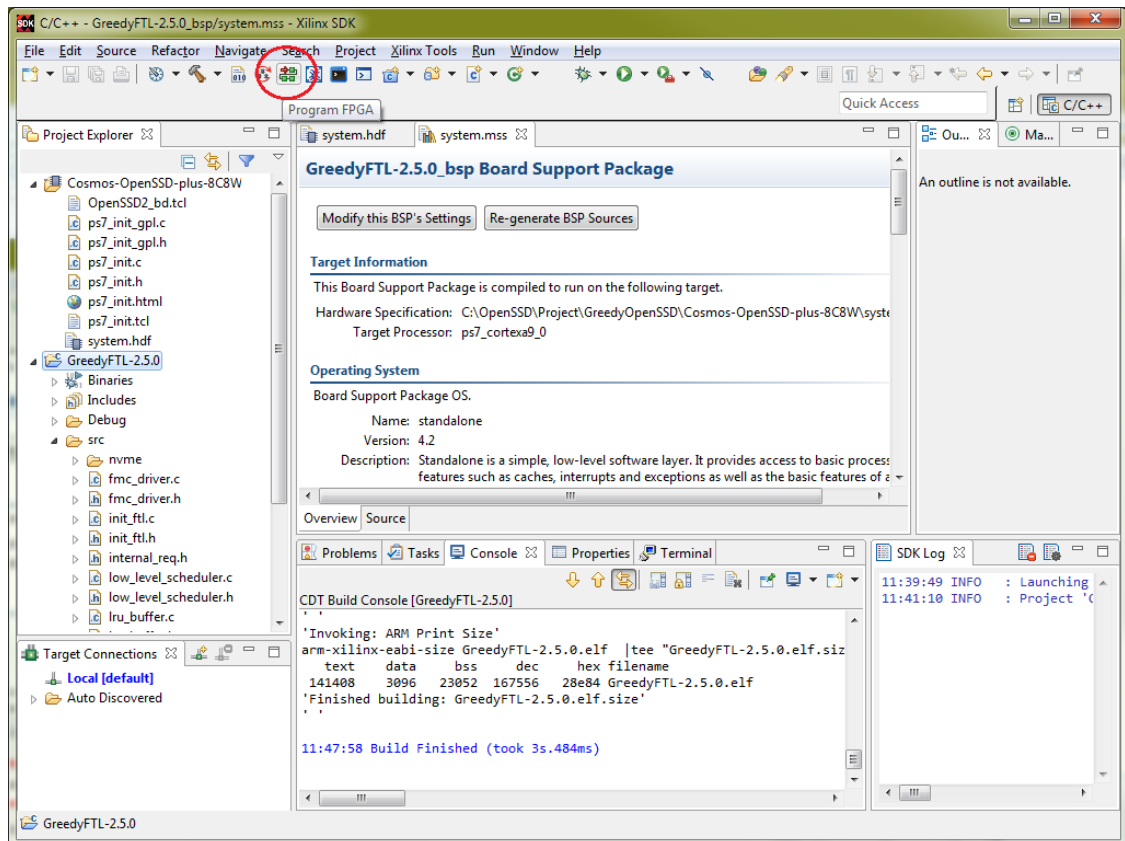 C/C++ - GreedyFTL-2.5.0_bsp/system.mss - Xilinx SDK
File Edit Source Refactor Navigate Search Project Xilinx Tools Run Window Help
Program FPGA
Quick Access
C/C++
Project Explorer
Cosmos-OpenSSD-plus-8C8W
OpenSSD2_bd.tcl
ps7_init_gpl.c
ps7_init_gpl.h
ps7_init.c
ps7_init.h
ps7_init.html
ps7_init.tcl
system.hdf
GreedyFTL-2.5.0
Binaries
Includes
Debug
src
nvme
fmc_driver.c
fmc_driver.h
init_ftl.c
init_ftl.h
internal_req.h
low_level_scheduler.c
low_level_scheduler.h
lru_buffer.c
Target Connections
Local [default]
Auto Discovered
system.hdf system.mss
GreedyFTL-2.5.0_bsp Board Support Package
Modify this BSP's Settings Re-generate BSP Sources
Target Information
This Board Support Package is compiled to run on the following target.
Hardware Specification: C:\OpenSSD\Project\GreedyOpenSSD\Cosmos-OpenSSD-plus-8C8W\syste
Target Processor: ps7_cortexa9_0
Operating System
Board Support Package OS.
Name: standalone
Version: 4.2
Description: Standalone is a simple, low-level software layer. It provides access to basic process
features such as caches, interrupts and exceptions as well as the basic features of a
Overview Source
Ou... Ma...
An outline is not available.
Problems Tasks Console Properties Terminal
CDT Build Console [GreedyFTL-2.5.0]
' '
'Invoking: ARM Print Size'
arm-xilinx-eabi-size GreedyFTL-2.5.0.elf |tee "GreedyFTL-2.5.0.elf.siz
text data bss dec hex filename
141408 3096 23052 167556 28e84 GreedyFTL-2.5.0.elf
'Finished building: GreedyFTL-2.5.0.elf.size'
' '
11:47:58 Build Finished (took 3s.484ms)
SDK Log
11:39:49 INFO : Launching
11:41:10 INFO : Project '(
GreedyFTL-2.5.0